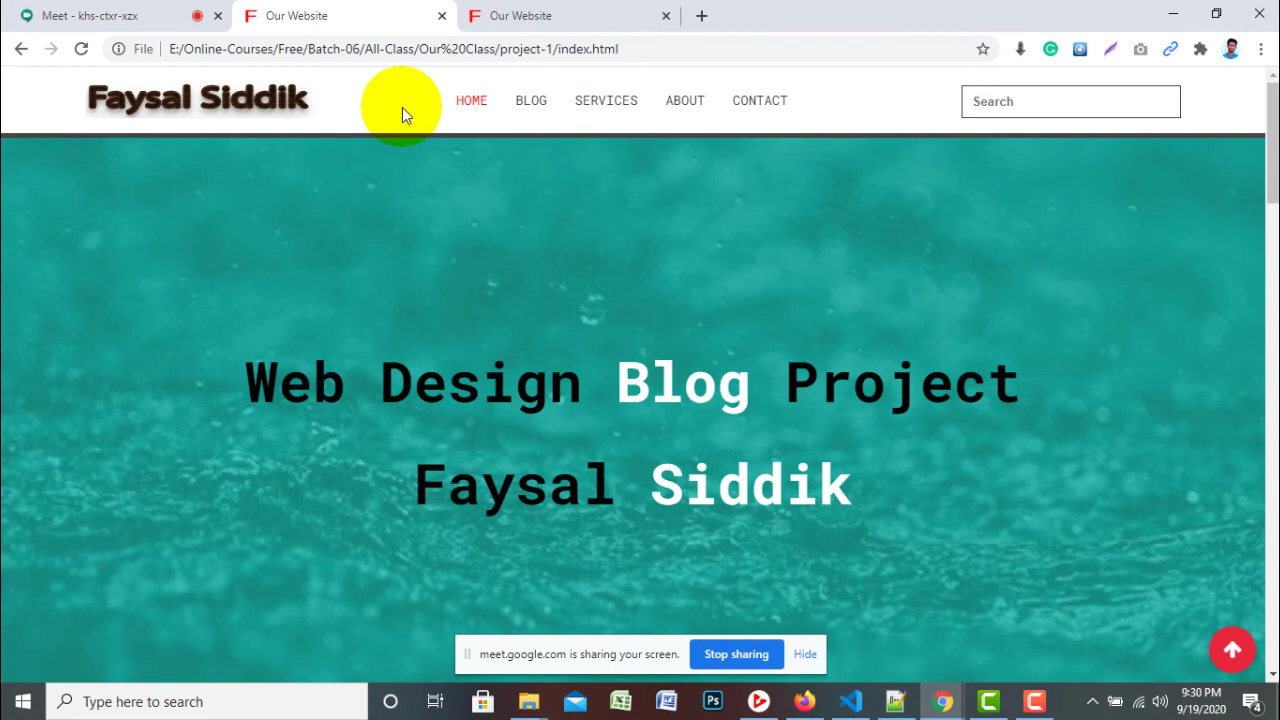 Meet - khs-ctxr-xzx
Our Website
Our Website
File E:/Online-Courses/Free/Batch-06/All-Class/Our%20Class/project-1/index.html
Faysal Siddik
HOME BLOG SERVICES ABOUT CONTACT
Search
Web Design Blog Project
Faysal Siddik
meet.google.com is sharing your screen. Stop sharing Hide
Type here to search
9:30 PM
9/19/2020
4